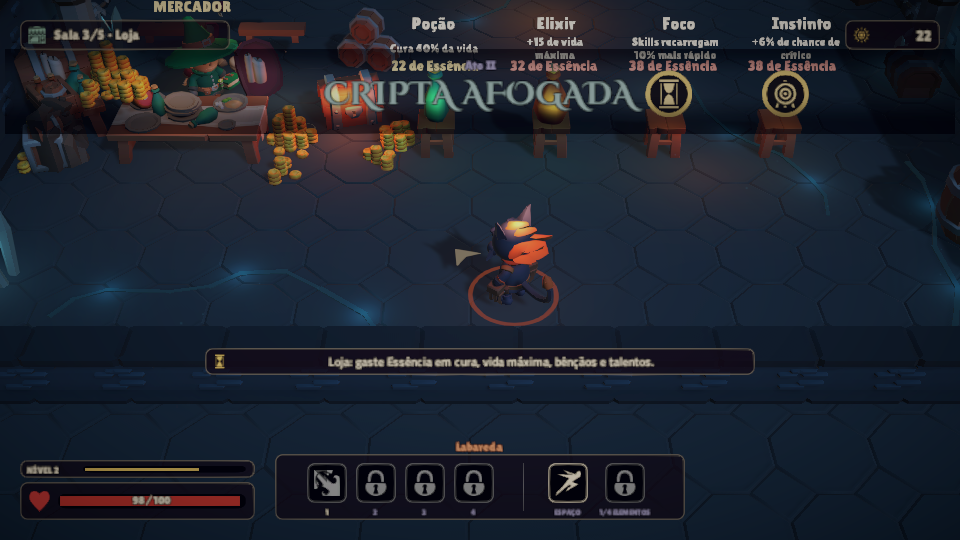 MERCADOR
Sala 3/5 - Loja
Poção
Cura 40% da vida
22 de Essência
Elixir
+15 de vida
máxima
32 de Essência
Foco
Skills recarregam
10% mais rápido
38 de Essência
Instinto
+6% de chance de
crítico
38 de Essência
22
Ato II
CRIPTA AFOGADA
Loja: gaste Essência em cura, vida máxima, bênçãos e talentos.
Labareda
NÍVEL 2
98/100
1
2
3
4
ESPAÇO
1/4 ELEMENTOS